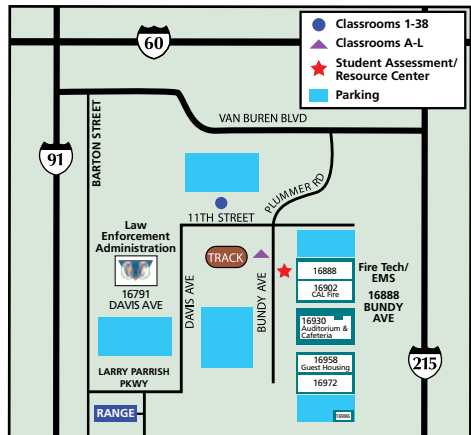 Classrooms 1-38
Classrooms A-L
Student Assessment/
Resource Center
Parking
60
91
215
BARTON STREET
VAN BUREN BLVD
PLUMMER RD
11TH STREET
Law
Enforcement
Administration
16791
DAVIS AVE
TRACK
DAVIS AVE
BUNDY AVE
16888
16902
CAL Fire
16930
Auditorium &
Cafeteria
16958
Guest Housing
16972
Fire Tech/
EMS
16888
BUNDY
AVE
LARRY PARRISH
PKWY
RANGE